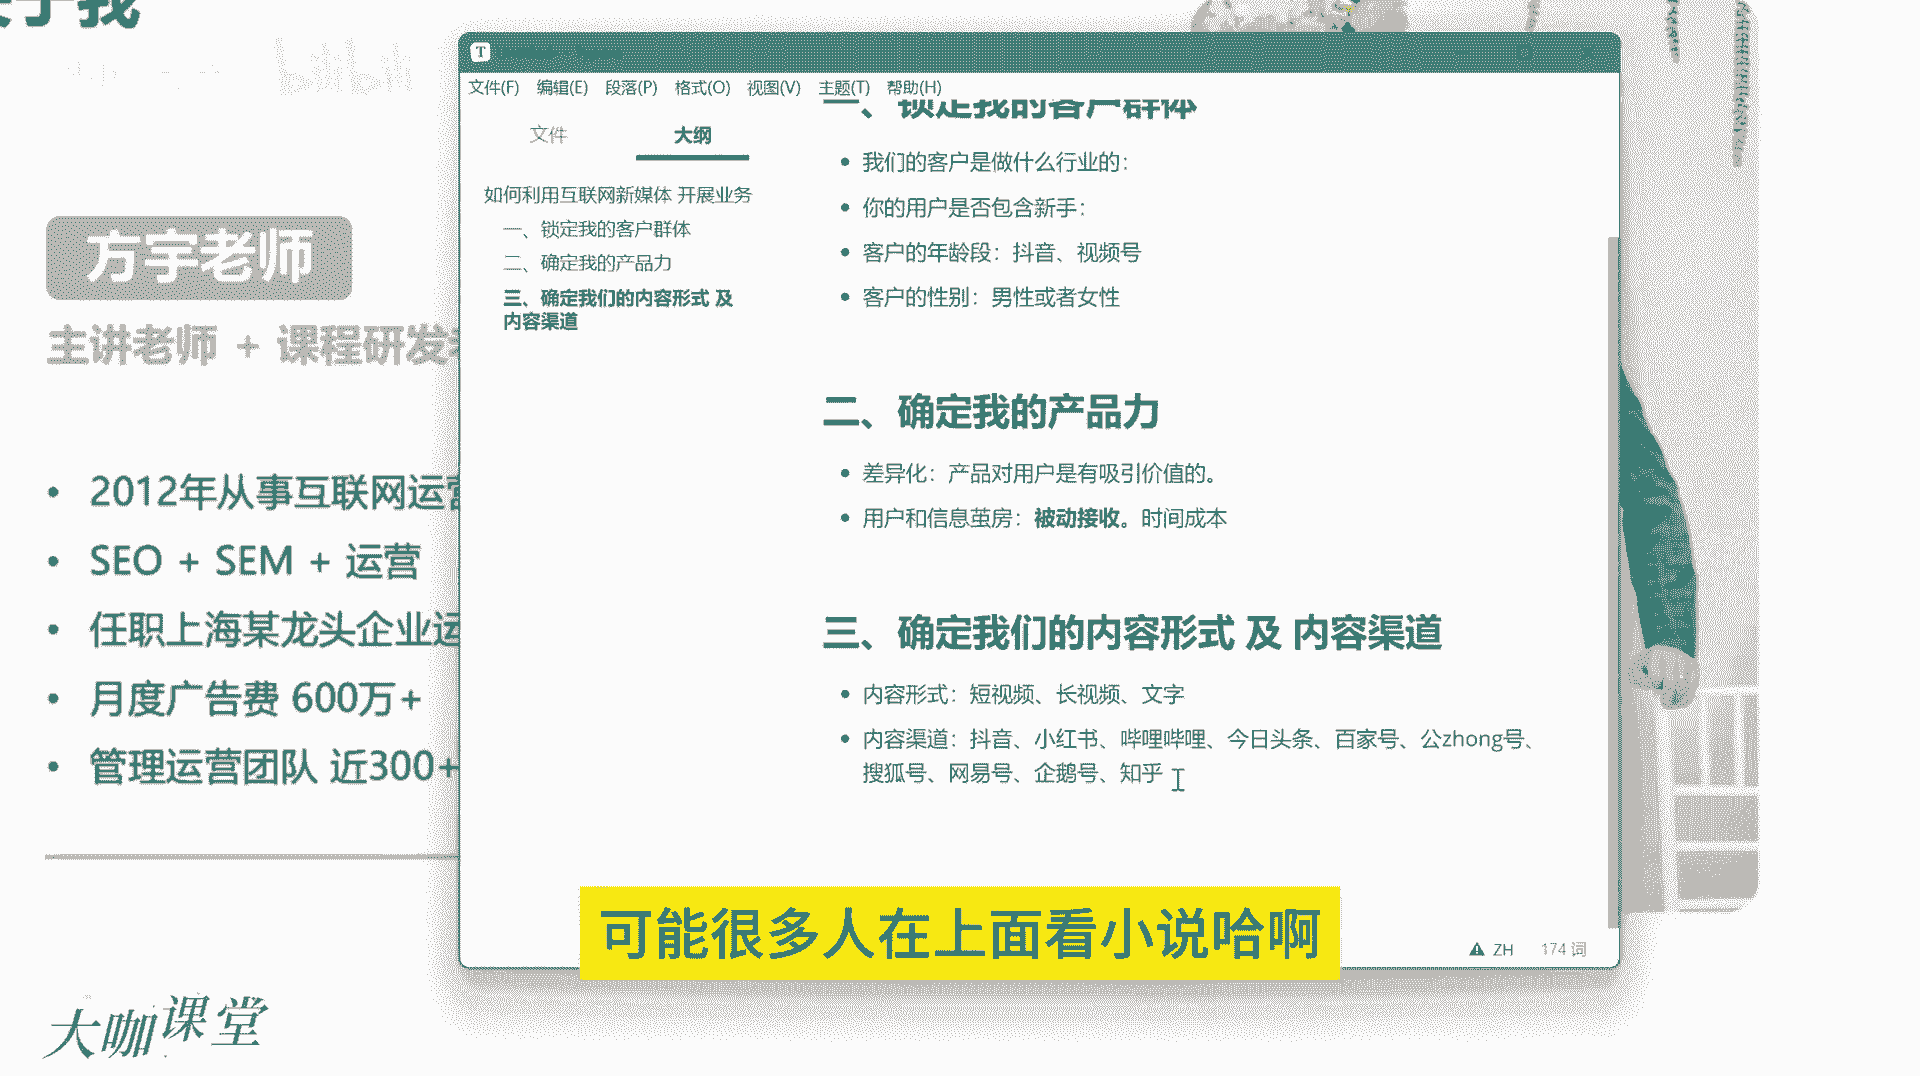 bilibili
方宇老师
主讲老师 + 课程研发
2012年从事互联网运营
SEO + SEM + 运营
任职上海某龙头企业运
月度广告费 600万+
管理运营团队 近300+
大咖课堂
T
文件(F) 编辑(E) 段落(P) 格式(O) 视图(V) 主题(T) 帮助(H)
文件 大纲
如何利用互联网新媒体 开展业务
一、锁定我的客户群体
二、确定我的产品力
三、确定我们的内容形式 及
内容渠道
一、锁定我的客户群体
我们的客户是做什么行业的：
你的用户是否包含新手：
客户的年龄段：抖音、视频号
客户的性别：男性或者女性
二、确定我的产品力
差异化：产品对用户是有吸引价值的。
用户和信息茧房：被动接收。时间成本
三、确定我们的内容形式 及 内容渠道
内容形式：短视频、长视频、文字
内容渠道：抖音、小红书、哔哩哔哩、今日头条、百家号、公zhong号、
搜狐号、网易号、企鹅号、知乎
ZH 174 词
可能很多人在上面看小说哈啊